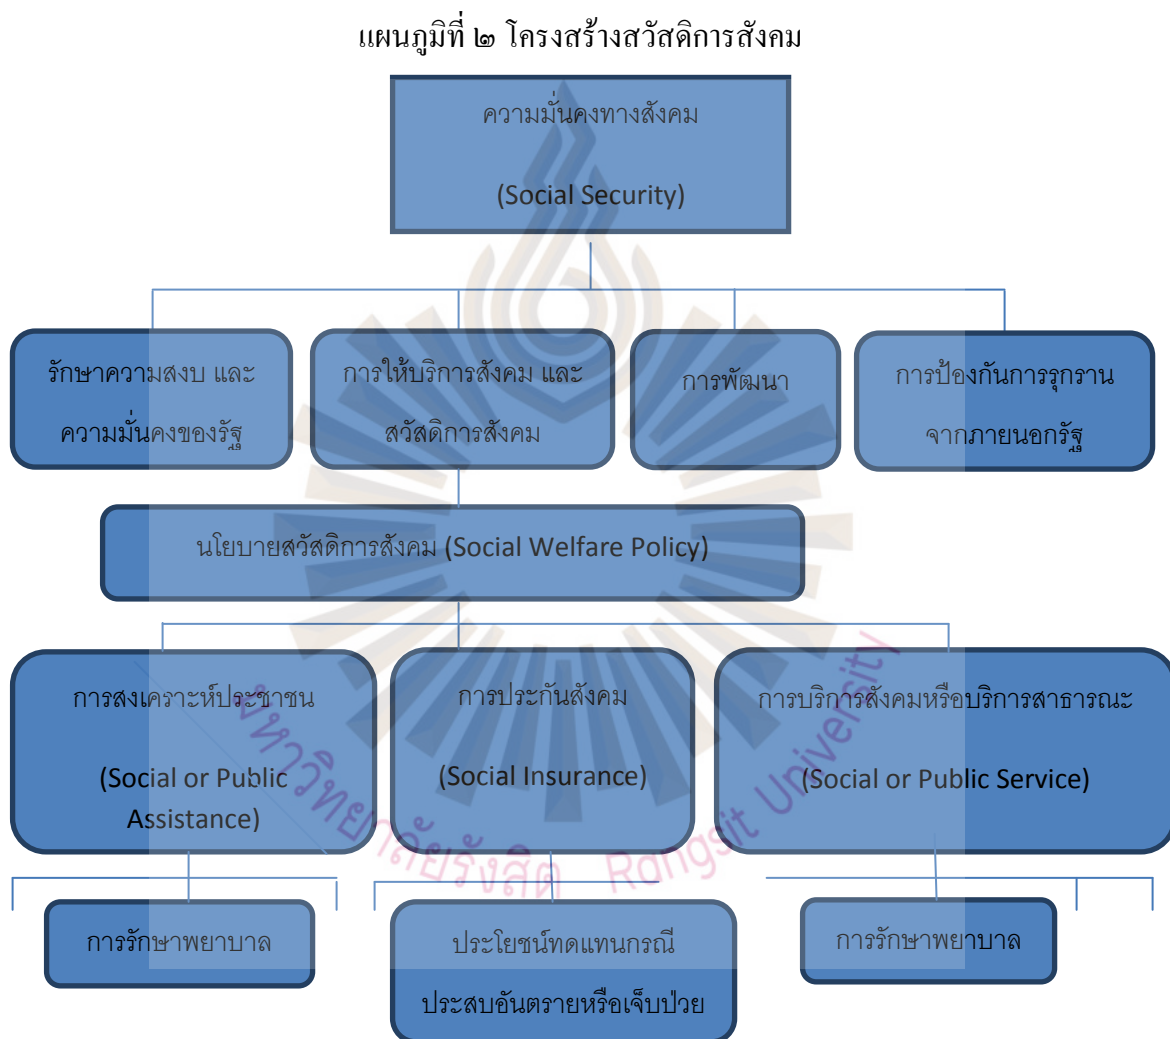 แผนภูมิที่ ๒ โครงสร้างสวัสดิการสังคม
ความมั่นคงทางสังคม
(Social Security)
รักษาความสงบ และ
ความมั่นคงของรัฐ
การให้บริการสังคม และ
สวัสดิการสังคม
การพัฒนา
การป้องกันการรุกราน
จากภายนอกรัฐ
นโยบายสวัสดิการสังคม (Social Welfare Policy)
การสงเคราะห์ประชาชน
(Social or Public
Assistance)
การประกันสังคม
(Social Insurance)
การบริการสังคมหรือบริการสาธารณะ
(Social or Public Service)
การรักษาพยาบาล
ประโยชน์ทดแทนกรณี
ประสบอันตรายหรือเจ็บป่วย
การรักษาพยาบาล
มหาวิทยาลัยรังสิต Rangsit University